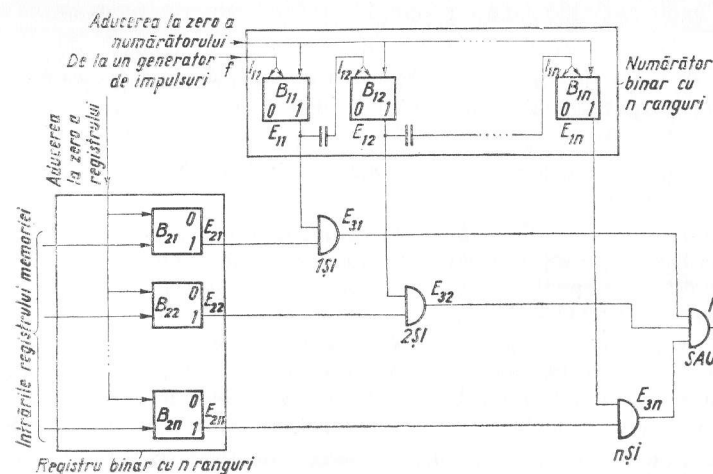 Aducerea la zero a
numărătorului
De la un generator
de impulsuri
f
I11
I12
I1n
B11
0 1
B12
0 1
B1n
0 1
E11
E12
E1n
Numărător
binar cu
n ranguri
Aducerea
la zero a
registrului
Intrările registrului memoriei
B21
0
1
E21
B22
0
1
E22
B2n
0
1
E2n
1ȘI
E31
2ȘI
E32
nȘI
E3n
SAU
Registru binar cu n ranguri